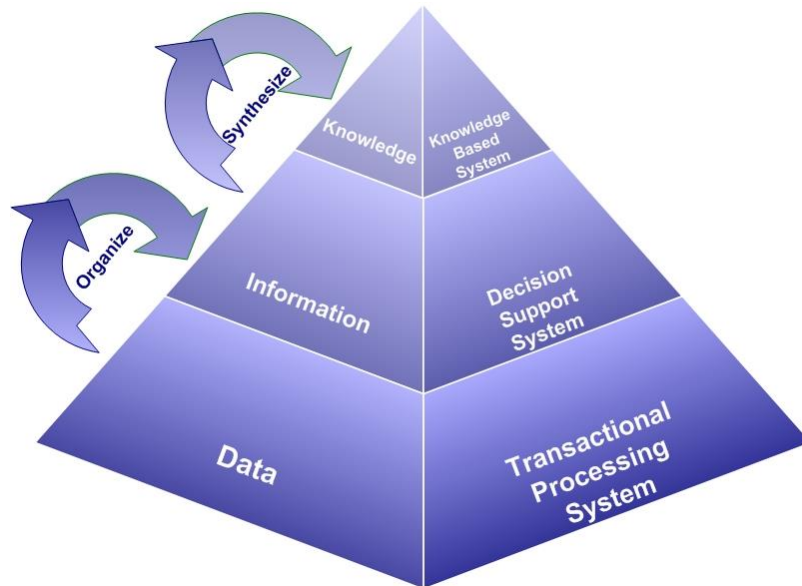 Synthesize
Knowledge
Knowledge
Based
System
Organize
Information
Decision
Support
System
Data
Transactional
Processing
System